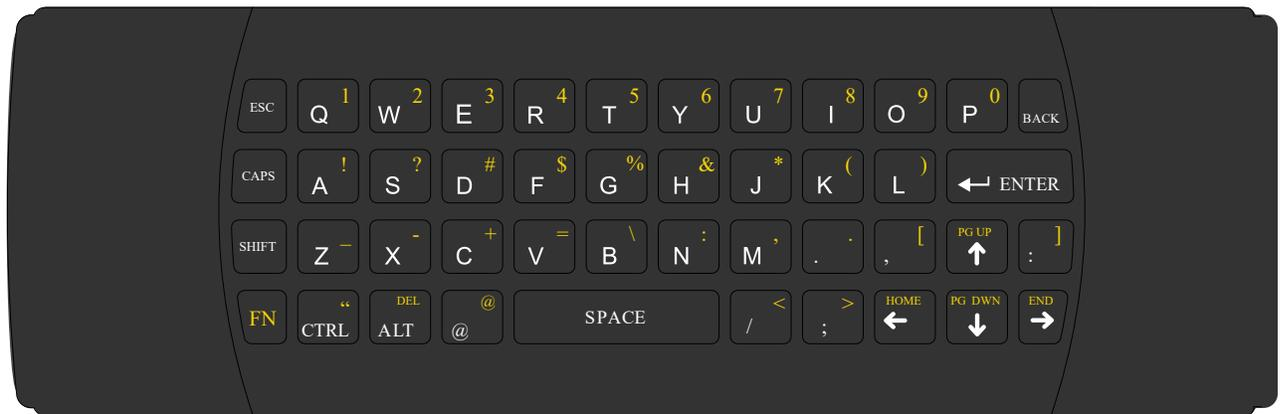 ESC Q 1 W 2 E 3 R 4 T 5 Y 6 U 7 I 8 O 9 P 0 BACK
CAPS A ! S ? D # F $ G % H & J * K ( L ) ENTER
SHIFT Z _ X - C + V = B \ N : M , . . , [ PG UP : ]
FN CTRL “ ALT DEL @ @ SPACE / < ; > HOME PG DWN END